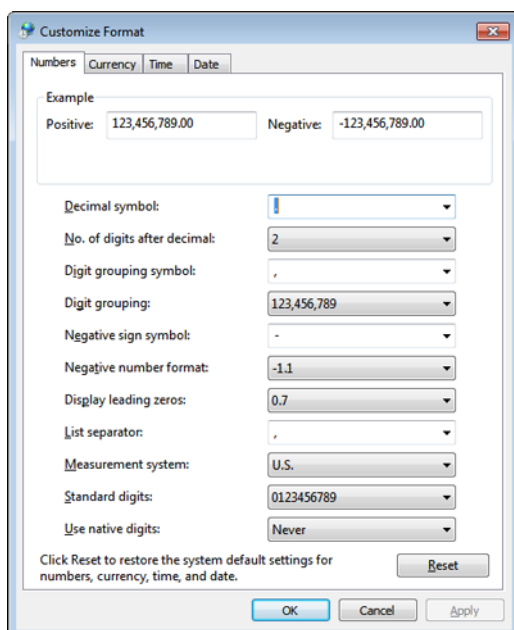 Customize Format
Numbers Currency Time Date
Example
Positive: 123,456,789.00 Negative: -123,456,789.00
Decimal symbol: .
No. of digits after decimal: 2
Digit grouping symbol: ,
Digit grouping: 123,456,789
Negative sign symbol: -
Negative number format: -1.1
Display leading zeros: 0.7
List separator: ,
Measurement system: U.S.
Standard digits: 0123456789
Use native digits: Never
Click Reset to restore the system default settings for
numbers, currency, time, and date.
Reset
OK Cancel Apply